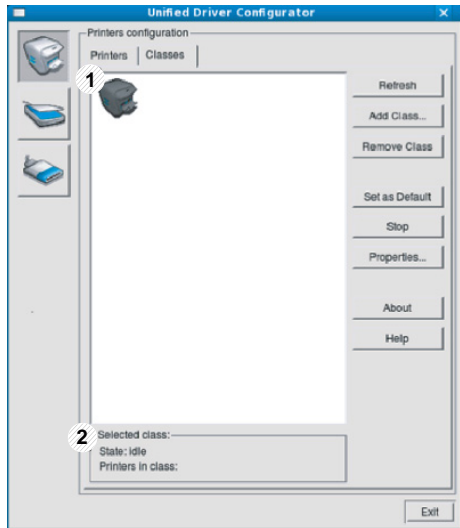 Unified Driver Configurator
Printers configuration
Printers Classes
1
Refresh
Add Class...
Remove Class
Set as Default
Stop
Properties...
About
Help
2 Selected class:
State: idle
Printers in class:
Exit